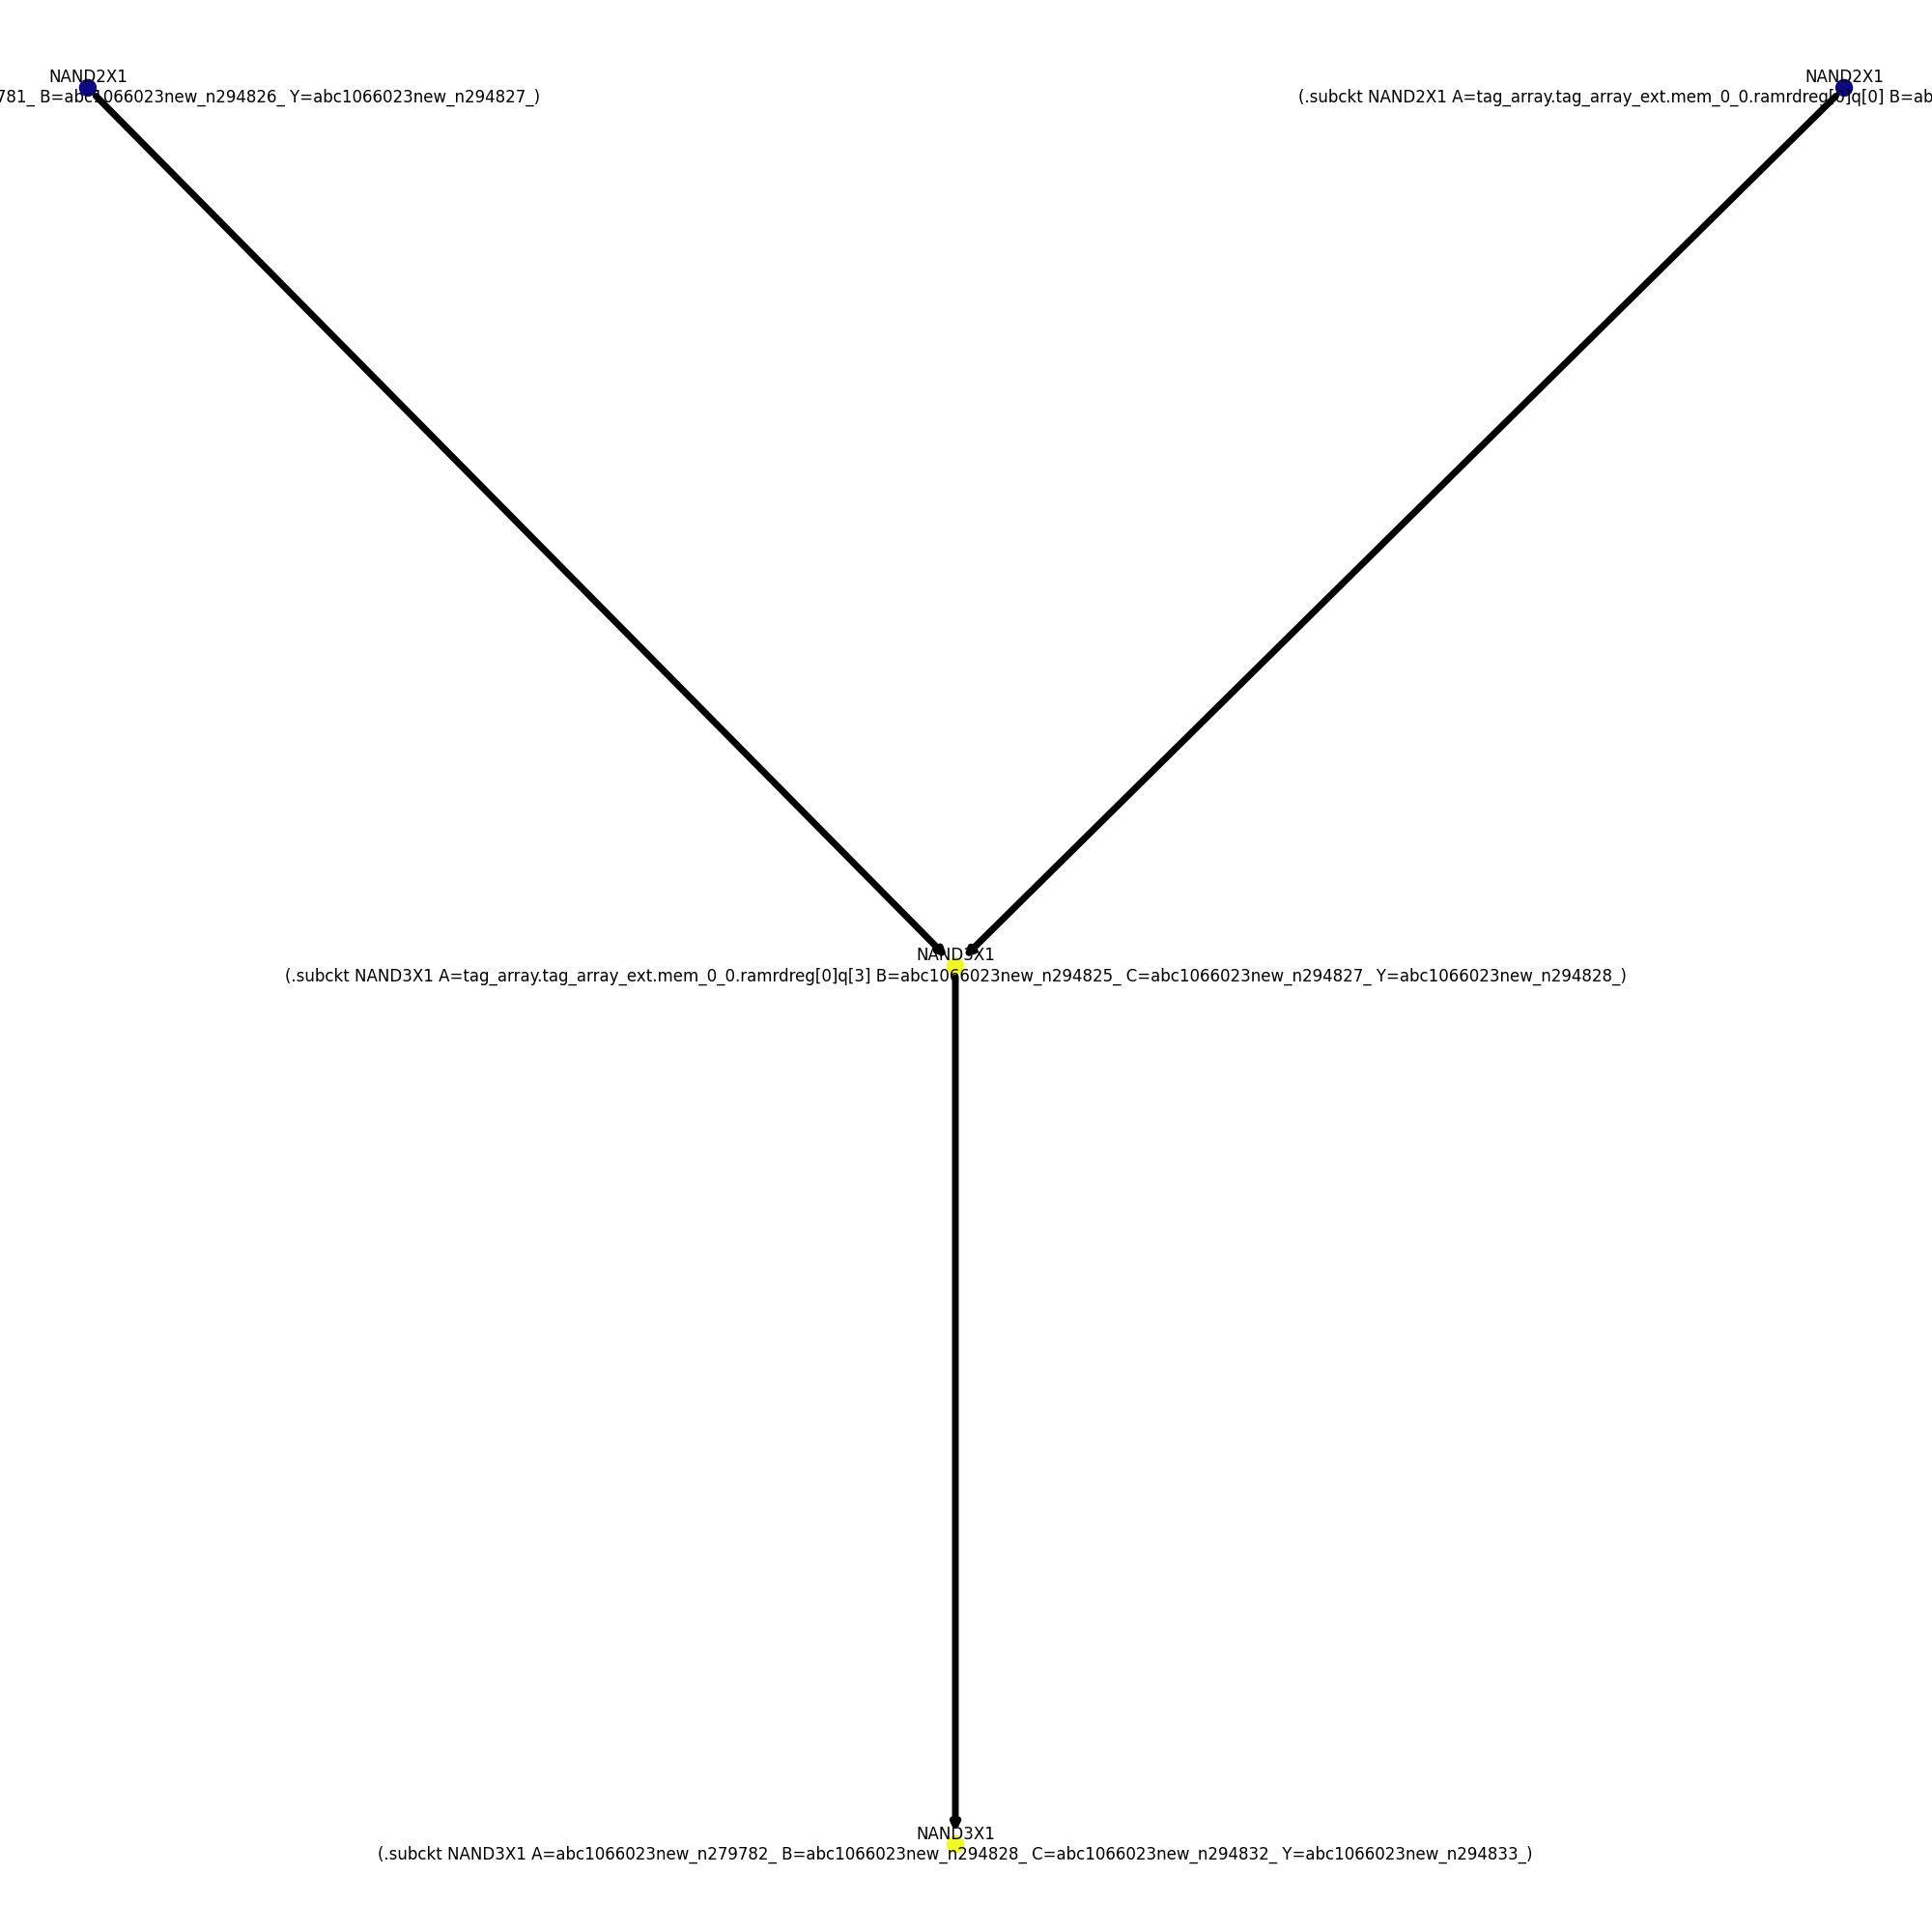 NAND2X1
781_ B=abc1066023new_n294826_ Y=abc1066023new_n294827_)
NAND2X1
(.subckt NAND2X1 A=tag_array.tag_array_ext.mem_0_0.ramrdreg[0]q[0] B=ab
NAND3X1
(.subckt NAND3X1 A=tag_array.tag_array_ext.mem_0_0.ramrdreg[0]q[3] B=abc1066023new_n294825_ C=abc1066023new_n294827_ Y=abc1066023new_n294828_)
NAND3X1
(.subckt NAND3X1 A=abc1066023new_n279782_ B=abc1066023new_n294828_ C=abc1066023new_n294832_ Y=abc1066023new_n294833_)